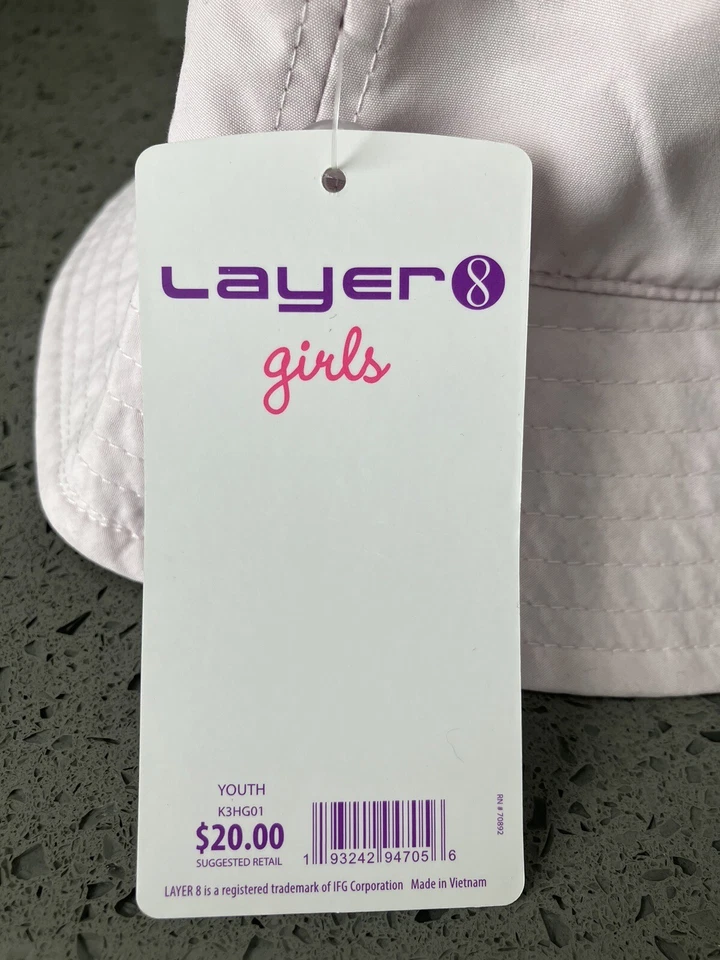 Layer 8
girls
YOUTH
K3HG01
$20.00
SUGGESTED RETAIL
1 93242 94705 6
RN # 70892
LAYER 8 is a registered trademark of IFG Corporation Made in Vietnam